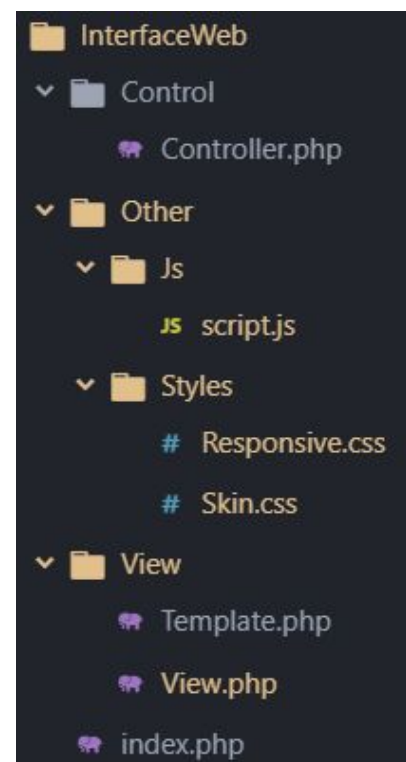 InterfaceWeb
Control
Controller.php
Other
Js
JS script.js
Styles
# Responsive.css
# Skin.css
View
Template.php
View.php
index.php